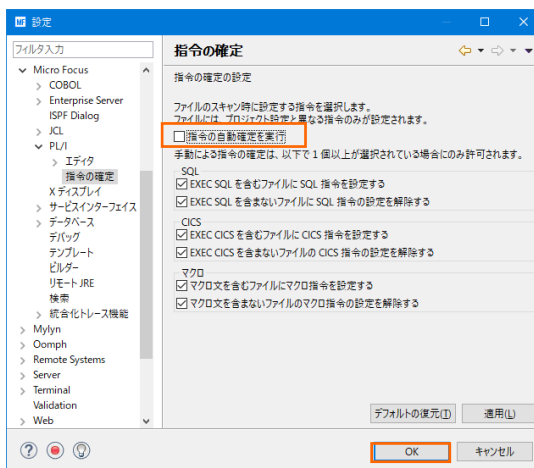 設定
フィルタ入力
Micro Focus
COBOL
Enterprise Server
ISPF Dialog
JCL
PL/I
エディタ
指令の確定
X ディスプレイ
サービスインターフェイス
データベース
デバッグ
テンプレート
ビルダー
リモート JRE
検索
統合化トレース機能
Mylyn
Oomph
Remote Systems
Server
Terminal
Validation
Web
指令の確定
指令の確定の設定
ファイルのスキャン時に設定する指令を選択します。
ファイルには、プロジェクト設定と異なる指令のみが設定されます。
指令の自動確定を実行
手動による指令の確定は、以下で 1 個以上が選択されている場合にのみ許可されます。
SQL
EXEC SQL を含むファイルに SQL 指令を設定する
EXEC SQL を含まないファイルに SQL 指令の設定を解除する
CICS
EXEC CICS を含むファイルに CICS 指令を設定する
EXEC CICS を含まないファイルの CICS 指令の設定を解除する
マクロ
マクロ文を含むファイルにマクロ指令を設定する
マクロ文を含まないファイルのマクロ指令の設定を解除する
デフォルトの復元(T)
適用(L)
OK
キャンセル